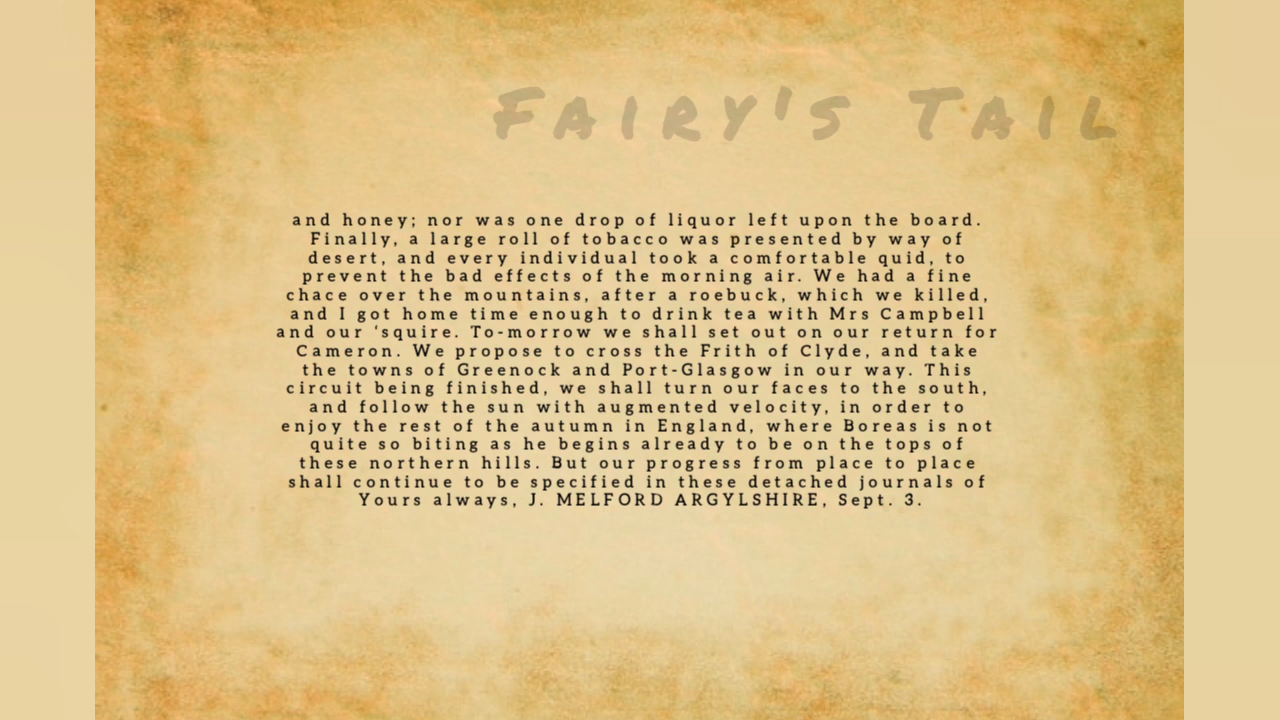 FAIRY'S TAIL
and honey; nor was one drop of liquor left upon the board.
Finally, a large roll of tobacco was presented by way of
desert, and every individual took a comfortable quid, to
prevent the bad effects of the morning air. We had a fine
chace over the mountains, after a roebuck, which we killed,
and I got home time enough to drink tea with Mrs Campbell
and our 'squire. To-morrow we shall set out on our return for
Cameron. We propose to cross the Frith of Clyde, and take
the towns of Greenock and Port-Glasgow in our way. This
circuit being finished, we shall turn our faces to the south,
and follow the sun with augmented velocity, in order to
enjoy the rest of the autumn in England, where Boreas is not
quite so biting as he begins already to be on the tops of
these northern hills. But our progress from place to place
shall continue to be specified in these detached journals of
Yours always, J. MELFORD ARGYLSHIRE, Sept. 3.